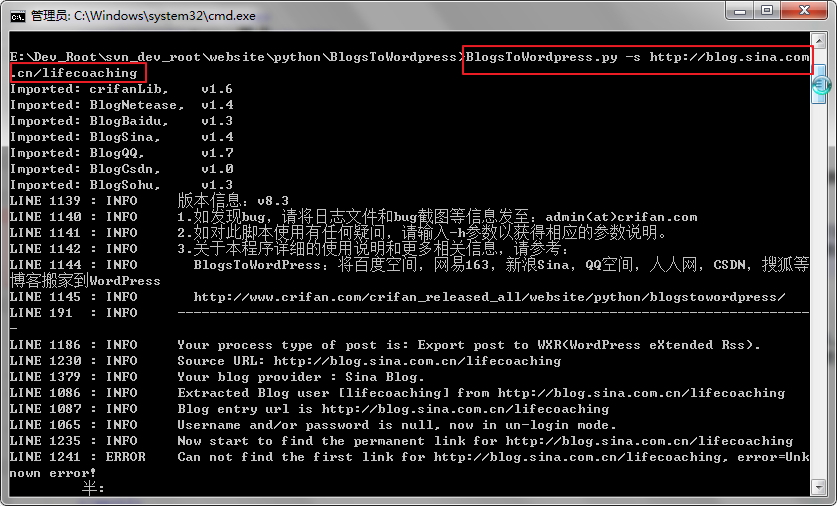 管理员: C:\Windows\system32\cmd.exe
E:\Dev_Root\svn_dev_root\website\python\BlogsToWordpress>BlogsToWordpress.py -s http://blog.sina.com
.cn/lifecoaching
Imported: crifanLib,    v1.6
Imported: BlogNetease,  v1.4
Imported: BlogBaidu,    v1.3
Imported: BlogSina,     v1.4
Imported: BlogQQ,       v1.7
Imported: BlogCsdn,     v1.0
Imported: BlogSohu,     v1.3
LINE 1139 : INFO     版本信息：v8.3
LINE 1140 : INFO     1.如发现bug，请将日志文件和bug截图等信息发至：admin(at)crifan.com
LINE 1141 : INFO     2.如对此脚本使用有任何疑问，请输入-h参数以获得相应的参数说明。
LINE 1142 : INFO     3.关于本程序详细的使用说明和更多相关信息，请参考：
LINE 1144 : INFO       BlogsToWordPress：将百度空间，网易163，新浪Sina，QQ空间，人人网，CSDN，搜狐等
博客搬家到WordPress
LINE 1145 : INFO       http://www.crifan.com/crifan_released_all/website/python/blogstowordpress/
LINE 191  : INFO     -------------------------------------------------------------------------------
-
LINE 1186 : INFO     Your process type of post is: Export post to WXR(WordPress eXtended Rss).
LINE 1230 : INFO     Source URL: http://blog.sina.com.cn/lifecoaching
LINE 1379 : INFO     Your blog provider : Sina Blog.
LINE 1086 : INFO     Extracted Blog user [lifecoaching] from http://blog.sina.com.cn/lifecoaching
LINE 1087 : INFO     Blog entry url is http://blog.sina.com.cn/lifecoaching
LINE 1065 : INFO     Username and/or password is null, now in un-login mode.
LINE 1235 : INFO     Now start to find the permanent link for http://blog.sina.com.cn/lifecoaching
LINE 1241 : ERROR    Can not find the first link for http://blog.sina.com.cn/lifecoaching, error=Unk
nown error!
半: